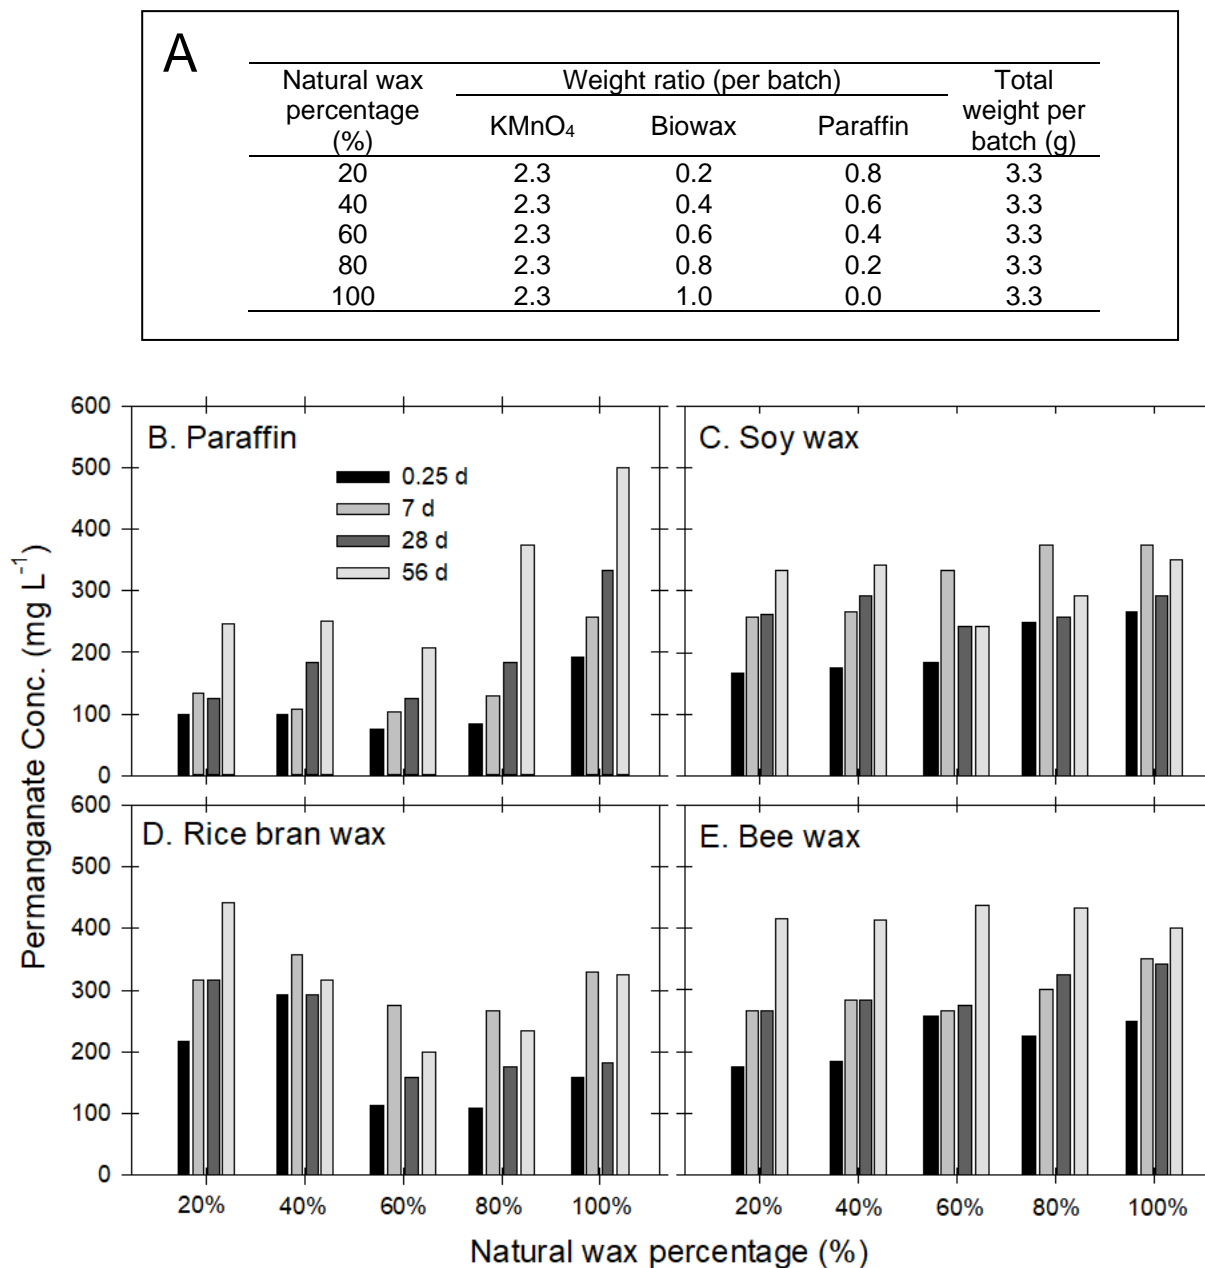 A
Natural wax percentage (%) Weight ratio (per batch) Total weight per batch (g)
KMnO4 Biowax Paraffin
20 2.3 0.2 0.8 3.3
40 2.3 0.4 0.6 3.3
60 2.3 0.6 0.4 3.3
80 2.3 0.8 0.2 3.3
100 2.3 1.0 0.0 3.3
Permanganate Conc. (mg L-1)
600
500
400
300
200
100
0
B. Paraffin
0.25 d
7 d
28 d
56 d
C. Soy wax
600
500
400
300
200
100
0
D. Rice bran wax
E. Bee wax
20% 40% 60% 80% 100%
20% 40% 60% 80% 100%
Natural wax percentage (%)